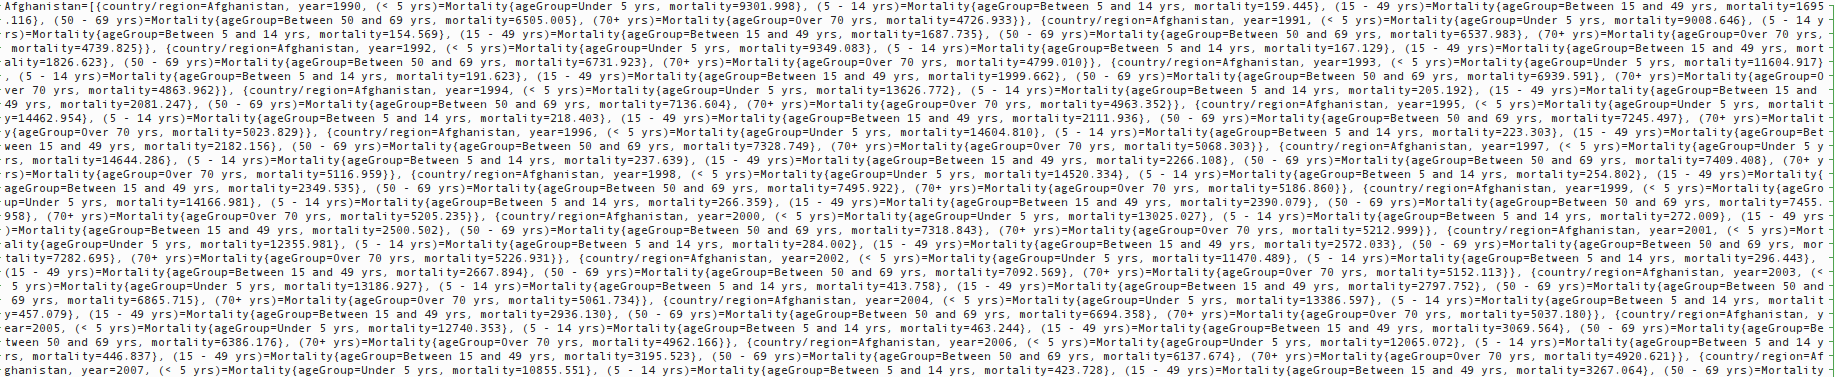 Afghanistan=[{country/region=Afghanistan, year=1990, (< 5 yrs)=Mortality{ageGroup=Under 5 yrs, mortality=9301.998}, (5 - 14 yrs)=Mortality{ageGroup=Between 5 and 14 yrs, mortality=159.445}, (15 - 49 yrs)=Mortality{ageGroup=Between 15 and 49 yrs, mortality=1695
.116}, (50 - 69 yrs)=Mortality{ageGroup=Between 50 and 69 yrs, mortality=6505.005}, (70+ yrs)=Mortality{ageGroup=Over 70 yrs, mortality=4726.933}}, {country/region=Afghanistan, year=1991, (< 5 yrs)=Mortality{ageGroup=Under 5 yrs, mortality=9008.646}, (5 - 14 y
rs)=Mortality{ageGroup=Between 5 and 14 yrs, mortality=154.569}, (15 - 49 yrs)=Mortality{ageGroup=Between 15 and 49 yrs, mortality=1687.735}, (50 - 69 yrs)=Mortality{ageGroup=Between 50 and 69 yrs, mortality=6537.983}, (70+ yrs)=Mortality{ageGroup=Over 70 yrs,
mortality=4739.825}}, {country/region=Afghanistan, year=1992, (< 5 yrs)=Mortality{ageGroup=Under 5 yrs, mortality=9349.083}, (5 - 14 yrs)=Mortality{ageGroup=Between 5 and 14 yrs, mortality=167.129}, (15 - 49 yrs)=Mortality{ageGroup=Between 15 and 49 yrs, mort
ality=1826.623}, (50 - 69 yrs)=Mortality{ageGroup=Between 50 and 69 yrs, mortality=6731.923}, (70+ yrs)=Mortality{ageGroup=Over 70 yrs, mortality=4799.010}}, {country/region=Afghanistan, year=1993, (< 5 yrs)=Mortality{ageGroup=Under 5 yrs, mortality=11604.917}
, (5 - 14 yrs)=Mortality{ageGroup=Between 5 and 14 yrs, mortality=191.623}, (15 - 49 yrs)=Mortality{ageGroup=Between 15 and 49 yrs, mortality=1999.662}, (50 - 69 yrs)=Mortality{ageGroup=Between 50 and 69 yrs, mortality=6939.591}, (70+ yrs)=Mortality{ageGroup=O
ver 70 yrs, mortality=4863.962}}, {country/region=Afghanistan, year=1994, (< 5 yrs)=Mortality{ageGroup=Under 5 yrs, mortality=13626.772}, (5 - 14 yrs)=Mortality{ageGroup=Between 5 and 14 yrs, mortality=205.192}, (15 - 49 yrs)=Mortality{ageGroup=Between 15 and
49 yrs, mortality=2081.247}, (50 - 69 yrs)=Mortality{ageGroup=Between 50 and 69 yrs, mortality=7136.604}, (70+ yrs)=Mortality{ageGroup=Over 70 yrs, mortality=4963.352}}, {country/region=Afghanistan, year=1995, (< 5 yrs)=Mortality{ageGroup=Under 5 yrs, mortalit
y=14462.954}, (5 - 14 yrs)=Mortality{ageGroup=Between 5 and 14 yrs, mortality=218.403}, (15 - 49 yrs)=Mortality{ageGroup=Between 15 and 49 yrs, mortality=2111.936}, (50 - 69 yrs)=Mortality{ageGroup=Between 50 and 69 yrs, mortality=7245.497}, (70+ yrs)=Mortalit
y{ageGroup=Over 70 yrs, mortality=5023.829}}, {country/region=Afghanistan, year=1996, (< 5 yrs)=Mortality{ageGroup=Under 5 yrs, mortality=14604.810}, (5 - 14 yrs)=Mortality{ageGroup=Between 5 and 14 yrs, mortality=223.303}, (15 - 49 yrs)=Mortality{ageGroup=Bet
ween 15 and 49 yrs, mortality=2182.156}, (50 - 69 yrs)=Mortality{ageGroup=Between 50 and 69 yrs, mortality=7328.749}, (70+ yrs)=Mortality{ageGroup=Over 70 yrs, mortality=5068.303}}, {country/region=Afghanistan, year=1997, (< 5 yrs)=Mortality{ageGroup=Under 5 y
rs, mortality=14644.286}, (5 - 14 yrs)=Mortality{ageGroup=Between 5 and 14 yrs, mortality=237.639}, (15 - 49 yrs)=Mortality{ageGroup=Between 15 and 49 yrs, mortality=2266.108}, (50 - 69 yrs)=Mortality{ageGroup=Between 50 and 69 yrs, mortality=7409.408}, (70+ y
rs)=Mortality{ageGroup=Over 70 yrs, mortality=5116.959}}, {country/region=Afghanistan, year=1998, (< 5 yrs)=Mortality{ageGroup=Under 5 yrs, mortality=14520.334}, (5 - 14 yrs)=Mortality{ageGroup=Between 5 and 14 yrs, mortality=254.802}, (15 - 49 yrs)=Mortality{
ageGroup=Between 15 and 49 yrs, mortality=2349.535}, (50 - 69 yrs)=Mortality{ageGroup=Between 50 and 69 yrs, mortality=7495.922}, (70+ yrs)=Mortality{ageGroup=Over 70 yrs, mortality=5186.860}}, {country/region=Afghanistan, year=1999, (< 5 yrs)=Mortality{ageGro
up=Under 5 yrs, mortality=14166.981}, (5 - 14 yrs)=Mortality{ageGroup=Between 5 and 14 yrs, mortality=266.359}, (15 - 49 yrs)=Mortality{ageGroup=Between 15 and 49 yrs, mortality=2390.079}, (50 - 69 yrs)=Mortality{ageGroup=Between 50 and 69 yrs, mortality=7455.
958}, (70+ yrs)=Mortality{ageGroup=Over 70 yrs, mortality=5205.235}}, {country/region=Afghanistan, year=2000, (< 5 yrs)=Mortality{ageGroup=Under 5 yrs, mortality=13025.027}, (5 - 14 yrs)=Mortality{ageGroup=Between 5 and 14 yrs, mortality=272.009}, (15 - 49 yrs
)=Mortality{ageGroup=Between 15 and 49 yrs, mortality=2500.502}, (50 - 69 yrs)=Mortality{ageGroup=Between 50 and 69 yrs, mortality=7318.843}, (70+ yrs)=Mortality{ageGroup=Over 70 yrs, mortality=5212.999}}, {country/region=Afghanistan, year=2001, (< 5 yrs)=Mort
ality{ageGroup=Under 5 yrs, mortality=12355.981}, (5 - 14 yrs)=Mortality{ageGroup=Between 5 and 14 yrs, mortality=284.002}, (15 - 49 yrs)=Mortality{ageGroup=Between 15 and 49 yrs, mortality=2572.033}, (50 - 69 yrs)=Mortality{ageGroup=Between 50 and 69 yrs, mor
tality=7282.695}, (70+ yrs)=Mortality{ageGroup=Over 70 yrs, mortality=5226.931}}, {country/region=Afghanistan, year=2002, (< 5 yrs)=Mortality{ageGroup=Under 5 yrs, mortality=11470.489}, (5 - 14 yrs)=Mortality{ageGroup=Between 5 and 14 yrs, mortality=296.443},
(15 - 49 yrs)=Mortality{ageGroup=Between 15 and 49 yrs, mortality=2667.894}, (50 - 69 yrs)=Mortality{ageGroup=Between 50 and 69 yrs, mortality=7092.569}, (70+ yrs)=Mortality{ageGroup=Over 70 yrs, mortality=5152.113}}, {country/region=Afghanistan, year=2003, (<
5 yrs)=Mortality{ageGroup=Under 5 yrs, mortality=13186.927}, (5 - 14 yrs)=Mortality{ageGroup=Between 5 and 14 yrs, mortality=413.758}, (15 - 49 yrs)=Mortality{ageGroup=Between 15 and 49 yrs, mortality=2797.752}, (50 - 69 yrs)=Mortality{ageGroup=Between 50 and
69 yrs, mortality=6865.715}, (70+ yrs)=Mortality{ageGroup=Over 70 yrs, mortality=5061.734}}, {country/region=Afghanistan, year=2004, (< 5 yrs)=Mortality{ageGroup=Under 5 yrs, mortality=13386.597}, (5 - 14 yrs)=Mortality{ageGroup=Between 5 and 14 yrs, mortalit
y=457.079}, (15 - 49 yrs)=Mortality{ageGroup=Between 15 and 49 yrs, mortality=2936.130}, (50 - 69 yrs)=Mortality{ageGroup=Between 50 and 69 yrs, mortality=6694.358}, (70+ yrs)=Mortality{ageGroup=Over 70 yrs, mortality=5037.180}}, {country/region=Afghanistan, y
ear=2005, (< 5 yrs)=Mortality{ageGroup=Under 5 yrs, mortality=12740.353}, (5 - 14 yrs)=Mortality{ageGroup=Between 5 and 14 yrs, mortality=463.244}, (15 - 49 yrs)=Mortality{ageGroup=Between 15 and 49 yrs, mortality=3069.564}, (50 - 69 yrs)=Mortality{ageGroup=Be
tween 50 and 69 yrs, mortality=6386.176}, (70+ yrs)=Mortality{ageGroup=Over 70 yrs, mortality=4962.166}}, {country/region=Afghanistan, year=2006, (< 5 yrs)=Mortality{ageGroup=Under 5 yrs, mortality=12065.072}, (5 - 14 yrs)=Mortality{ageGroup=Between 5 and 14 y
rs, mortality=446.837}, (15 - 49 yrs)=Mortality{ageGroup=Between 15 and 49 yrs, mortality=3195.523}, (50 - 69 yrs)=Mortality{ageGroup=Between 50 and 69 yrs, mortality=6137.674}, (70+ yrs)=Mortality{ageGroup=Over 70 yrs, mortality=4920.621}}, {country/region=Af
ghanistan, year=2007, (< 5 yrs)=Mortality{ageGroup=Under 5 yrs, mortality=10855.551}, (5 - 14 yrs)=Mortality{ageGroup=Between 5 and 14 yrs, mortality=423.728}, (15 - 49 yrs)=Mortality{ageGroup=Between 15 and 49 yrs, mortality=3267.064}, (50 - 69 yrs)=Mortality